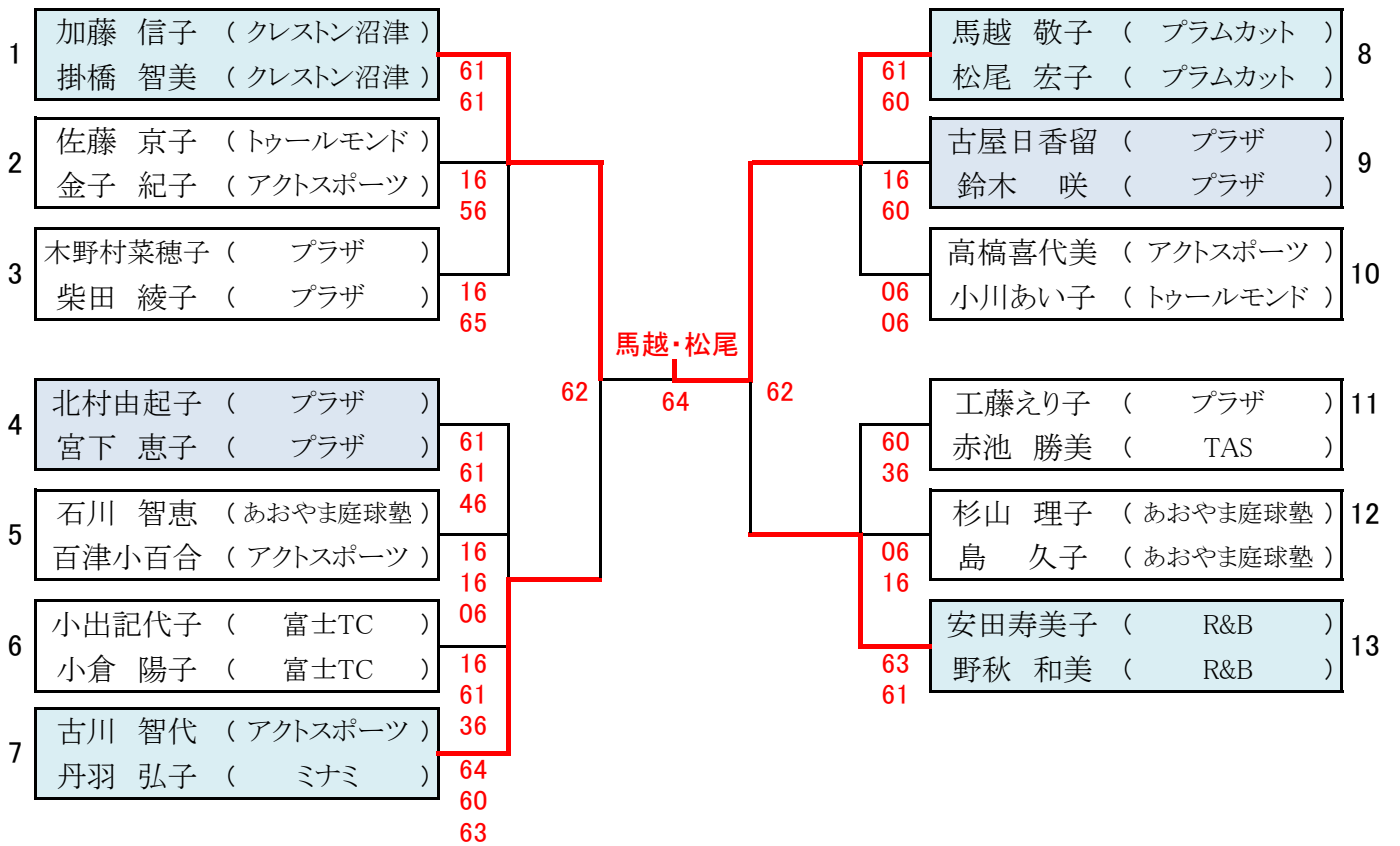 1
加藤 信子 ( クレストン沼津 )
掛橋 智美 ( クレストン沼津 )
61
61
2
佐藤 京子 ( トゥールモンド )
金子 紀子 ( アクトスポーツ )
16
56
3
木野村菜穂子 ( プラザ )
柴田 綾子 ( プラザ )
16
65
4
北村由起子 ( プラザ )
宮下 恵子 ( プラザ )
61
61
46
5
石川 智恵 ( あおやま庭球塾 )
百津小百合 ( アクトスポーツ )
16
16
06
6
小出記代子 ( 富士TC )
小倉 陽子 ( 富士TC )
16
61
36
7
古川 智代 ( アクトスポーツ )
丹羽 弘子 ( ミナミ )
64
60
63
62
馬越・松尾
64
62
馬越 敬子 ( プラムカット )
松尾 宏子 ( プラムカット )
8
61
60
古屋日香留 ( プラザ )
鈴木 咲 ( プラザ )
9
16
60
高槁喜代美 ( アクトスポーツ )
小川あい子 ( トゥールモンド )
10
06
06
工藤えり子 ( プラザ )
赤池 勝美 ( TAS )
11
60
36
杉山 理子 ( あおやま庭球塾 )
島 久子 ( あおやま庭球塾 )
12
06
16
安田寿美子 ( R&B )
野秋 和美 ( R&B )
13
63
61